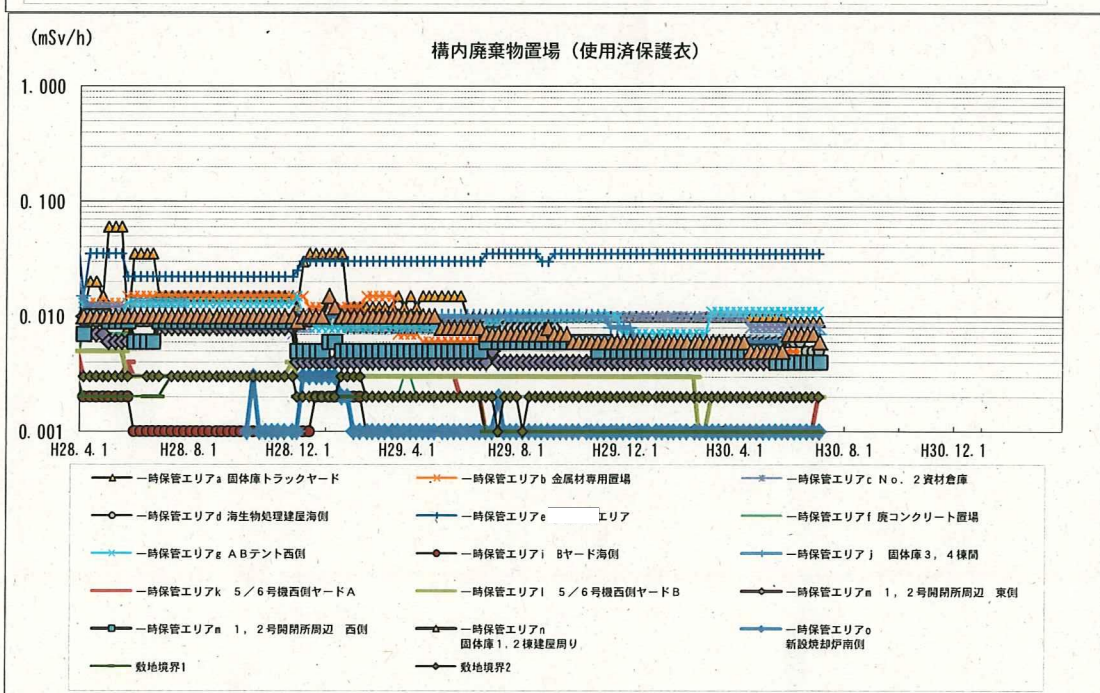 (mSv/h)
構内廃棄物置場（使用済保護衣）
1.000
0.100
0.010
0.001
H28.4.1 H28.8.1 H28.12.1 H29.4.1 H29.8.1 H29.12.1 H30.4.1 H30.8.1 H30.12.1
一時保管エリアa 固体庫トラックヤード 一時保管エリアb 金属材専用置場 一時保管エリアc No．2資材倉庫
一時保管エリアd 海生物処理建屋海側 一時保管エリアe エリア 一時保管エリアf 廃コンクリート置場
一時保管エリアg ABテント西側 一時保管エリアi Bヤード海側 一時保管エリアj 固体庫3，4棟間
一時保管エリアk 5／6号機西側ヤードA 一時保管エリアl 5／6号機西側ヤードB 一時保管エリアm 1，2号開閉所周辺 東側
一時保管エリアm 1，2号開閉所周辺 西側 一時保管エリアn 一時保管エリアo
固体庫1,2棟建屋周り 新設焼却炉南側
敷地境界1 敷地境界2